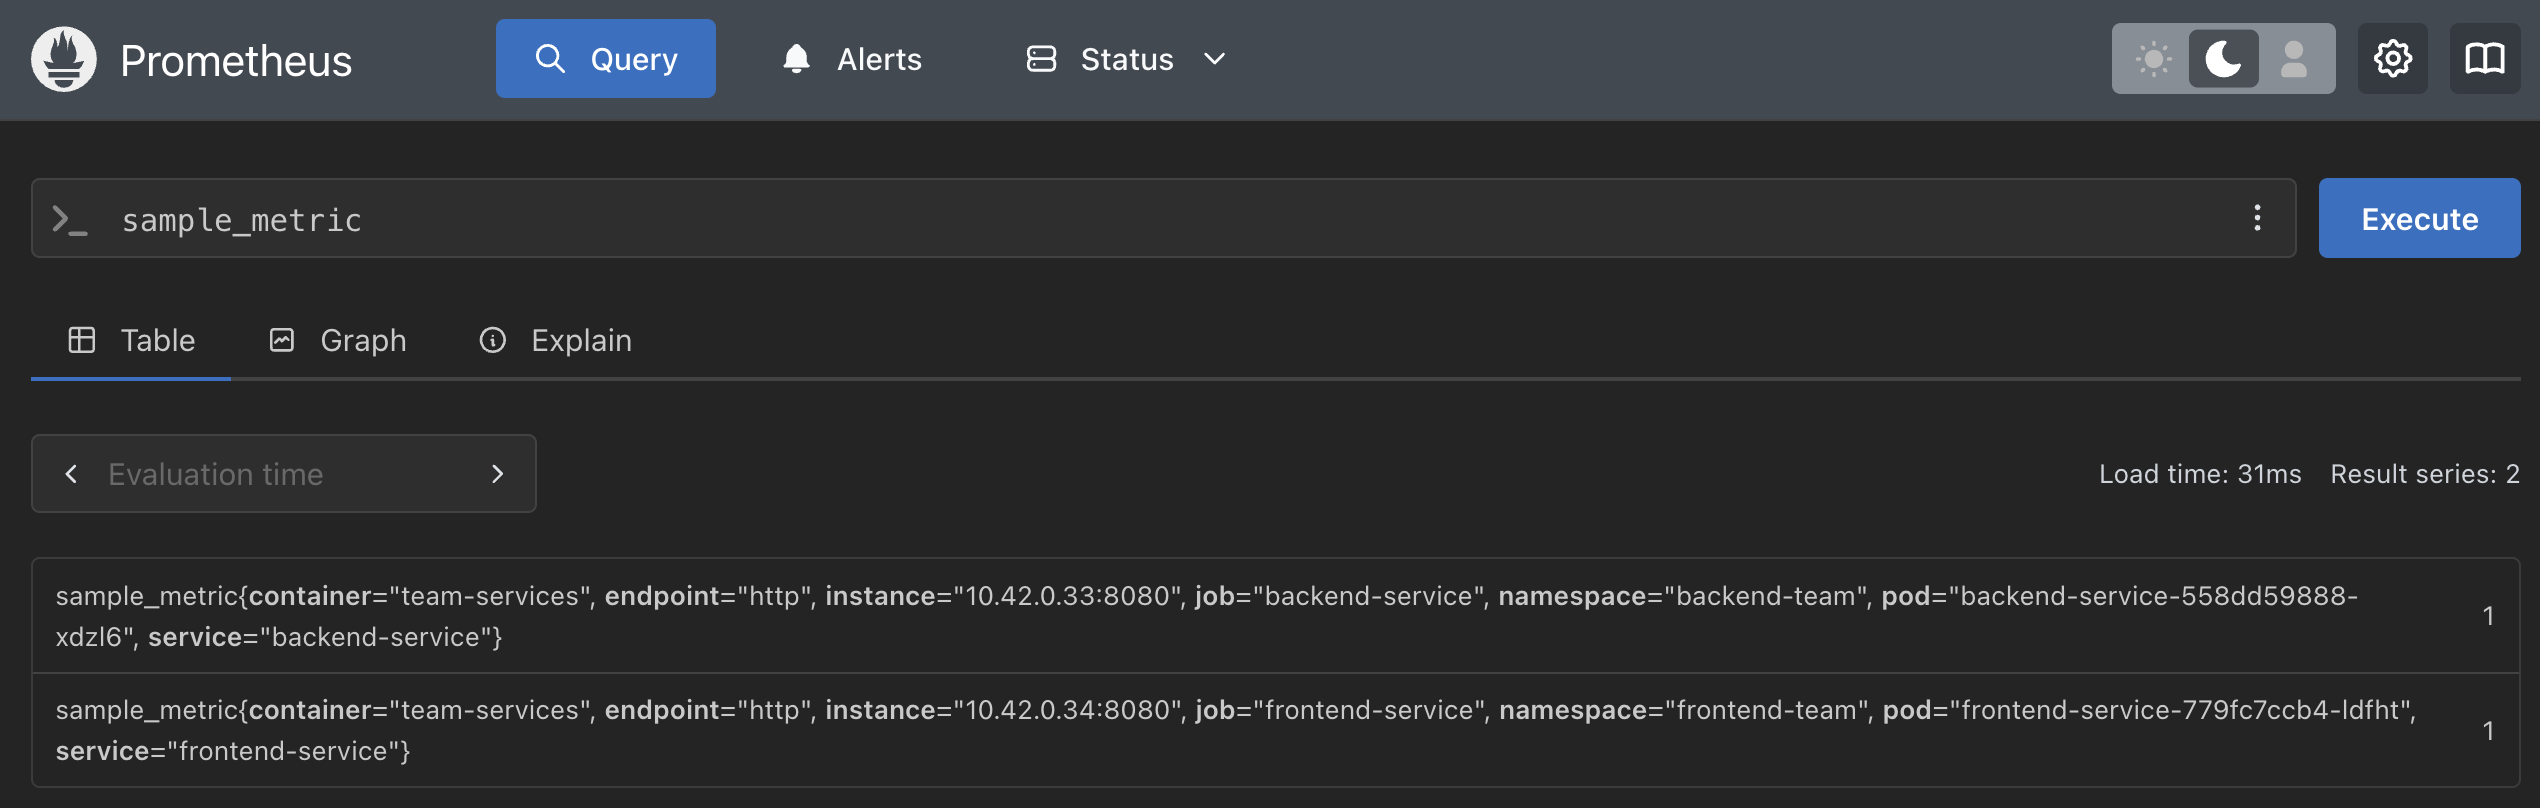 Prometheus
Query
Alerts
Status
sample_metric
Execute
Table
Graph
Explain
Evaluation time
Load time: 31ms
Result series: 2
sample_metric{container="team-services", endpoint="http", instance="10.42.0.33:8080", job="backend-service", namespace="backend-team", pod="backend-service-558dd59888-
xdzl6", service="backend-service"}
1
sample_metric{container="team-services", endpoint="http", instance="10.42.0.34:8080", job="frontend-service", namespace="frontend-team", pod="frontend-service-779fc7ccb4-ldfht",
service="frontend-service"}
1